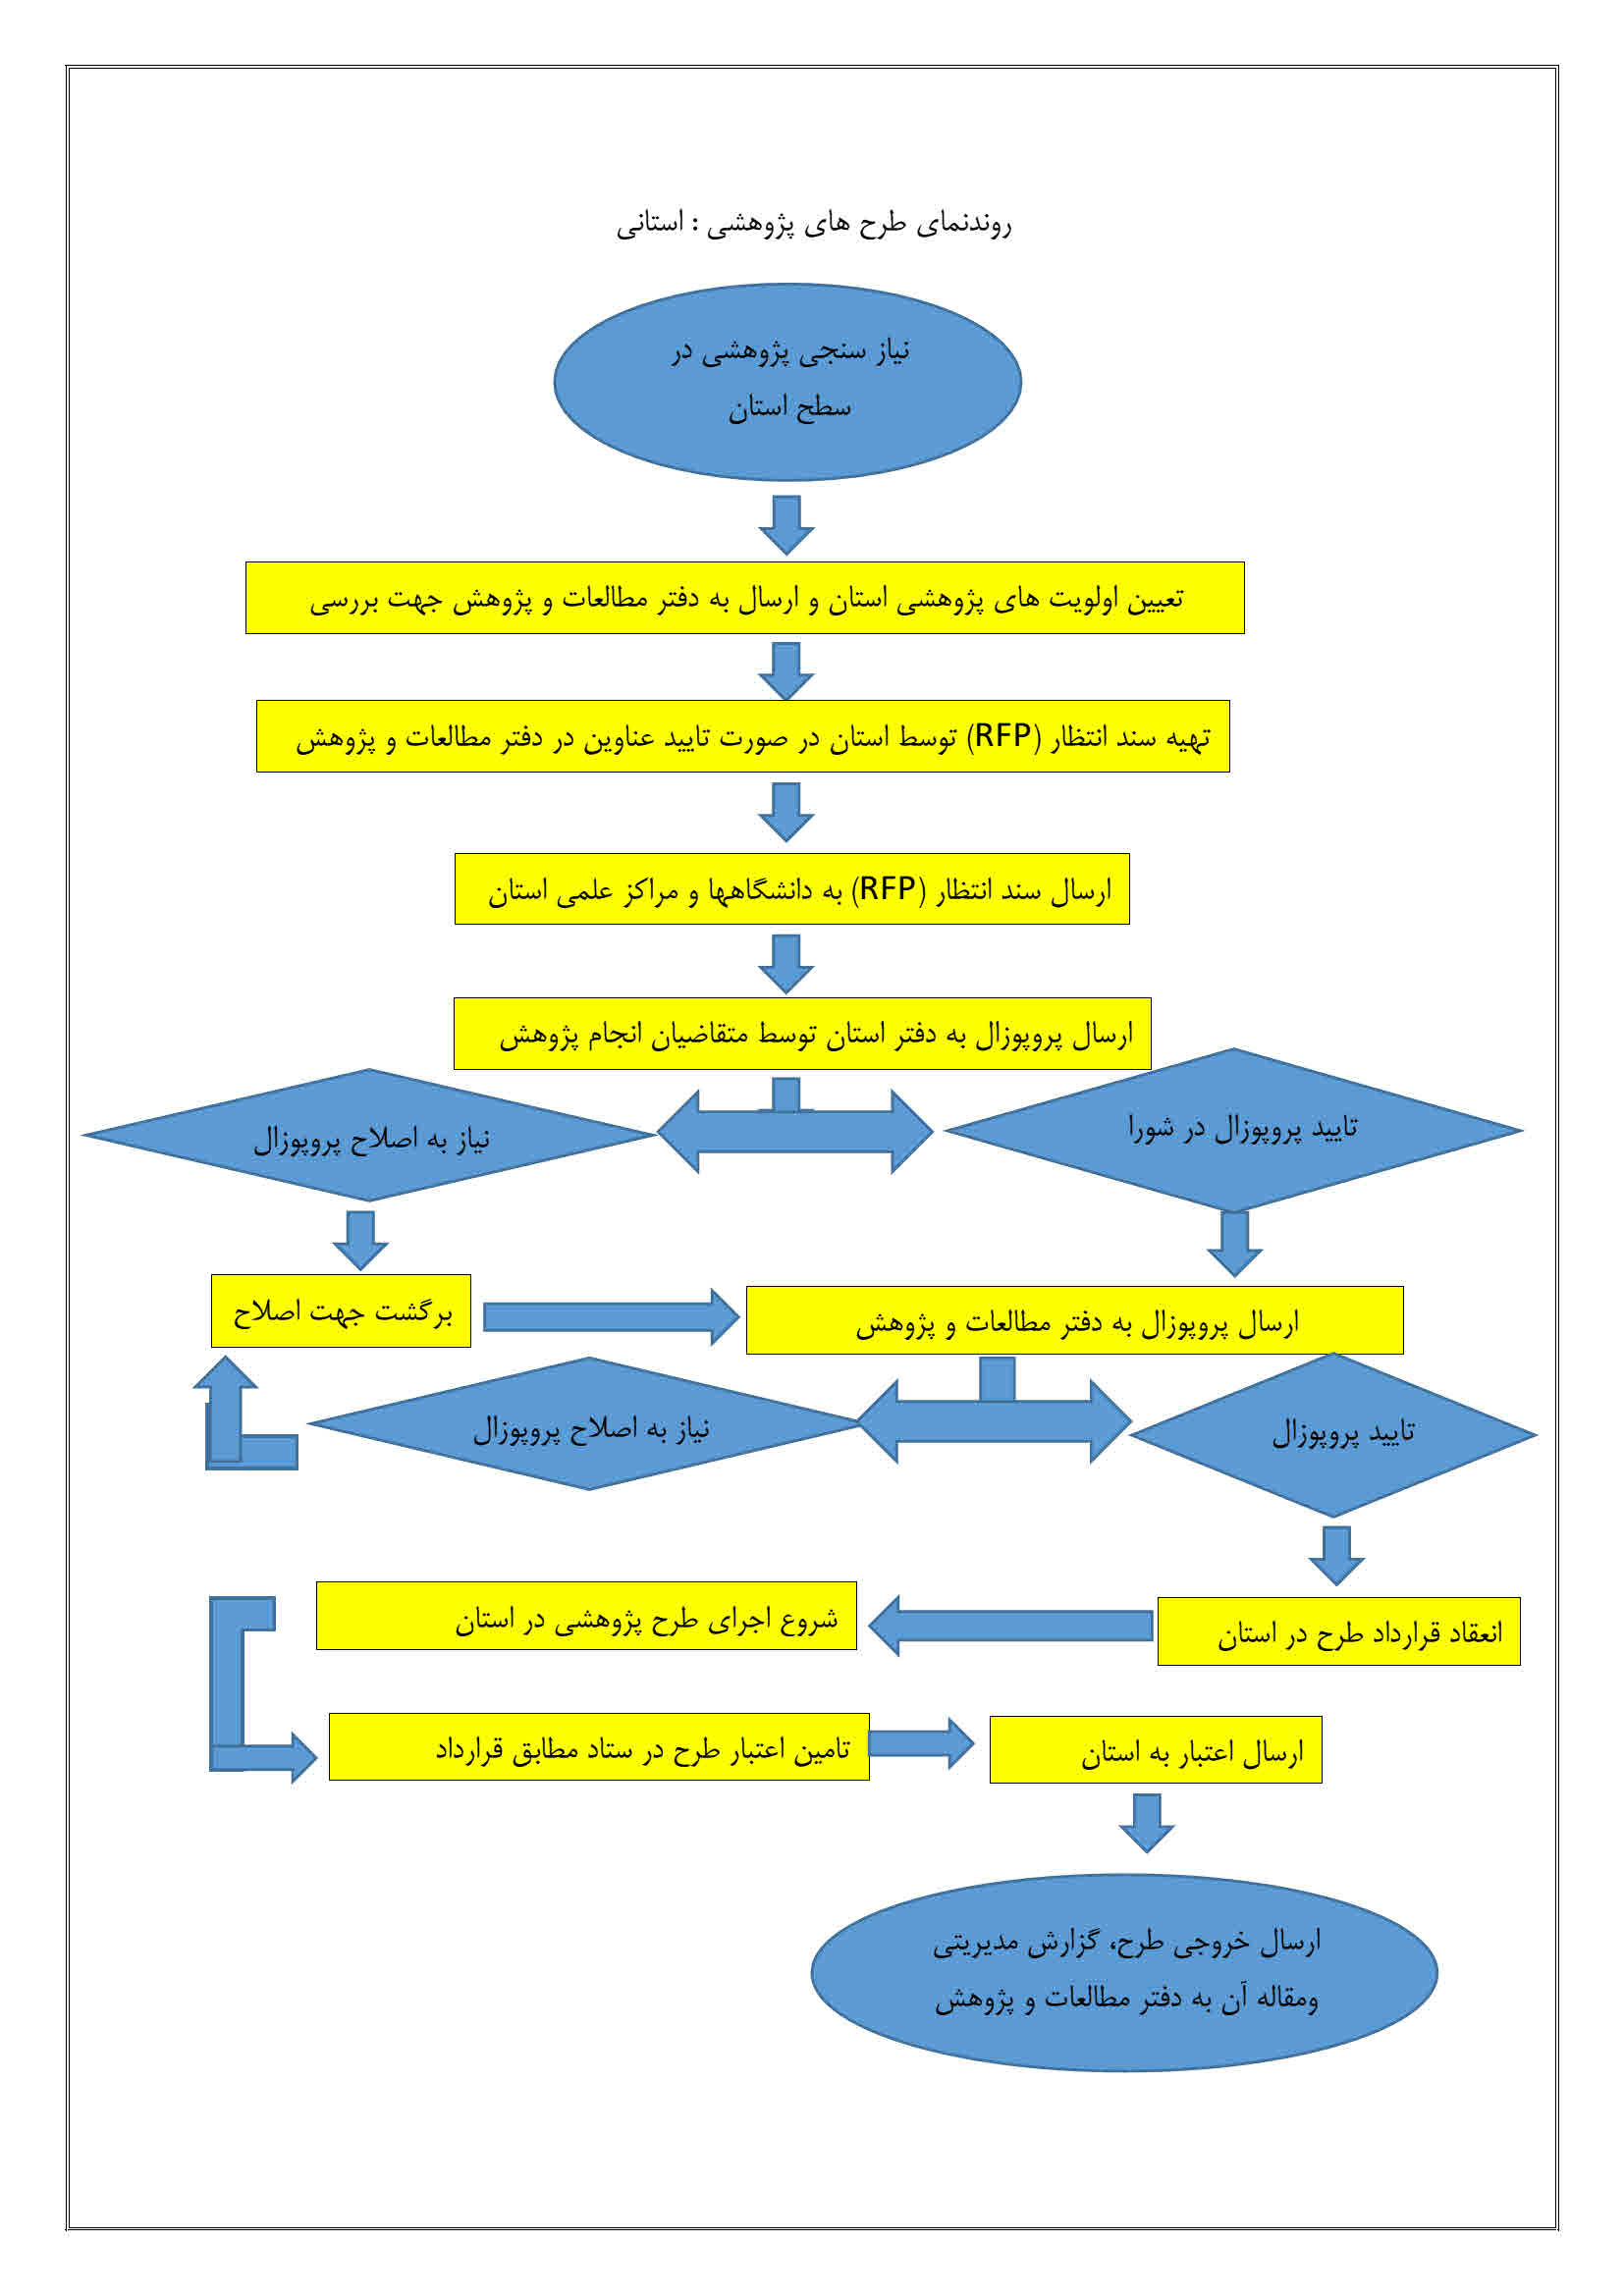 روندنمای طرح های پژوهشی : استانی
نیاز سنجی پژوهشی در
سطح استان
تعیین اولویت های پژوهشی استان و ارسال به دفتر مطالعات و پژوهش جهت بررسی
تهیه سند انتظار (RFP) توسط استان در صورت تایید عناوین در دفتر مطالعات و پژوهش
ارسال سند انتظار (RFP) به دانشگاهها و مراکز علمی استان
ارسال پروپوزال به دفتر استان توسط متقاضیان انجام پژوهش
تایید پروپوزال در شورا
نیاز به اصلاح پروپوزال
ارسال پروپوزال به دفتر مطالعات و پژوهش
برگشت جهت اصلاح
تایید پروپوزال
نیاز به اصلاح پروپوزال
انعقاد قرارداد طرح در استان
شروع اجرای طرح پژوهشی در استان
تامین اعتبار طرح در ستاد مطابق قرارداد
ارسال اعتبار به استان
ارسال خروجی طرح، گزارش مدیریتی
ومقاله آن به دفتر مطالعات و پژوهش